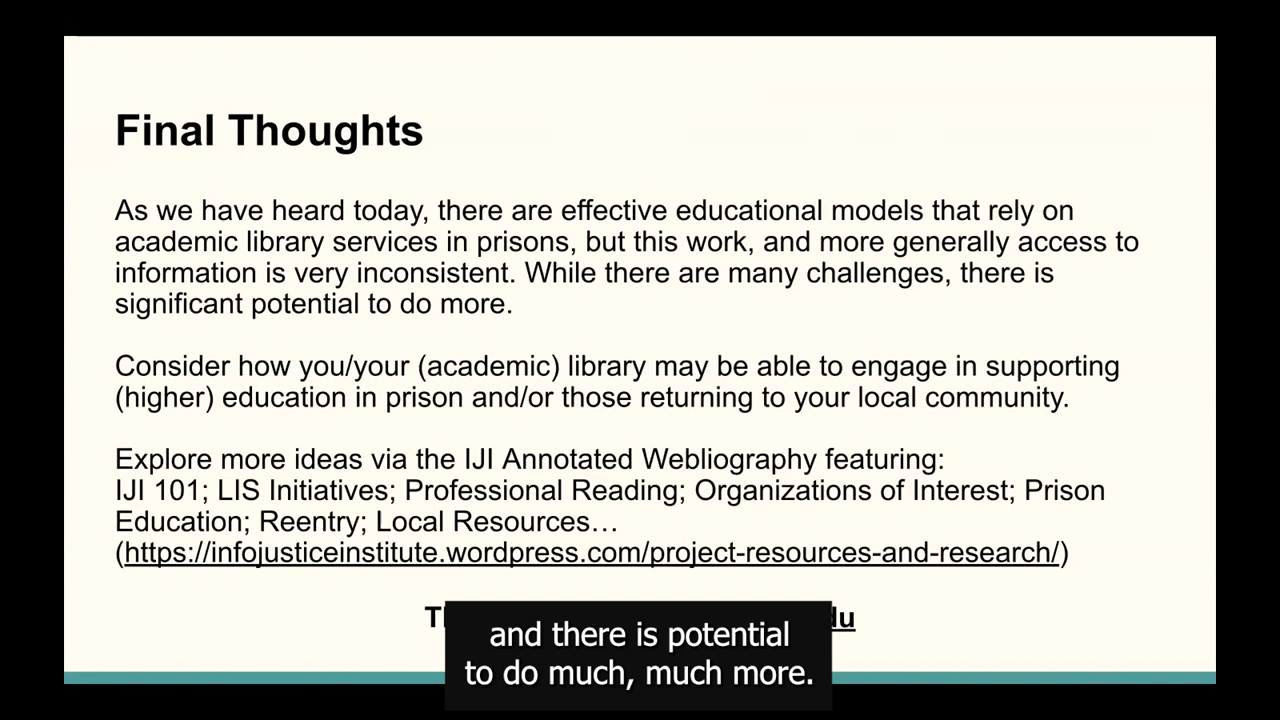 Final Thoughts
As we have heard today, there are effective educational models that rely on
academic library services in prisons, but this work, and more generally access to
information is very inconsistent. While there are many challenges, there is
significant potential to do more.
Consider how you/your (academic) library may be able to engage in supporting
(higher) education in prison and/or those returning to your local community.
Explore more ideas via the IJI Annotated Webliography featuring:
IJI 101; LIS Initiatives; Professional Reading; Organizations of Interest; Prison
Education; Reentry; Local Resources…
(https://infojusticeinstitute.wordpress.com/project-resources-and-research/)
and there is potential
to do much, much more.